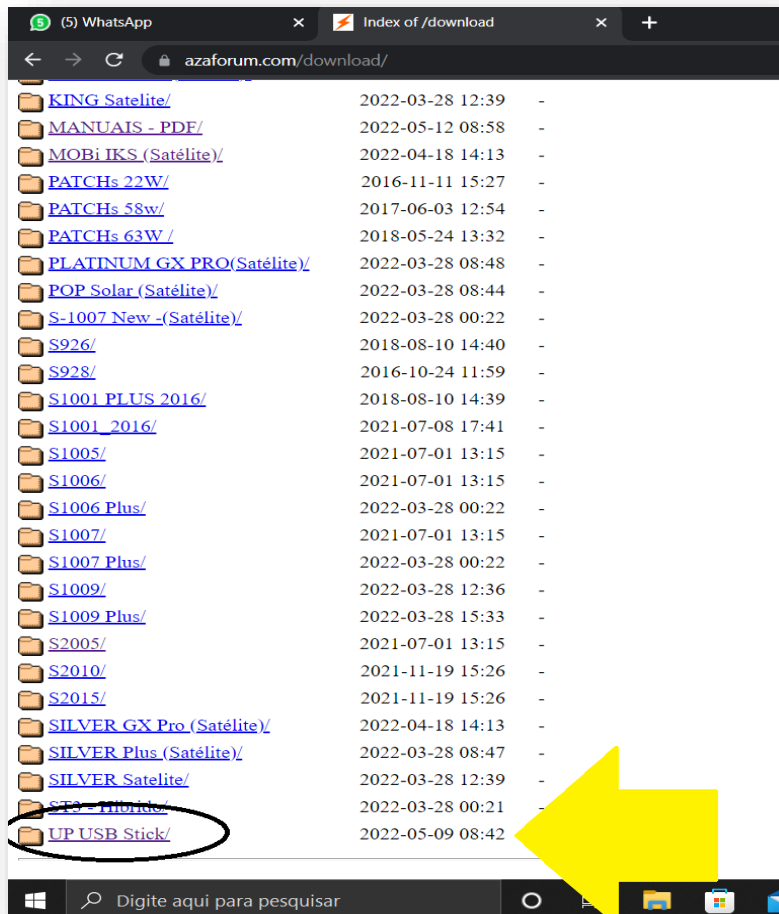 (5) WhatsApp
Index of /download
azaforum.com/download/
KING Satelite/ 2022-03-28 12:39 -
MANUAIS - PDF/ 2022-05-12 08:58 -
MOBi IKS (Satélite)/ 2022-04-18 14:13 -
PATCHs 22W/ 2016-11-11 15:27 -
PATCHs 58w/ 2017-06-03 12:54 -
PATCHs 63W / 2018-05-24 13:32 -
PLATINUM GX PRO(Satélite)/ 2022-03-28 08:48 -
POP Solar (Satélite)/ 2022-03-28 08:44 -
S-1007 New -(Satélite)/ 2022-03-28 00:22 -
S926/ 2018-08-10 14:40 -
S928/ 2016-10-24 11:59 -
S1001 PLUS 2016/ 2018-08-10 14:39 -
S1001_2016/ 2021-07-08 17:41 -
S1005/ 2021-07-01 13:15 -
S1006/ 2021-07-01 13:15 -
S1006 Plus/ 2022-03-28 00:22 -
S1007/ 2021-07-01 13:15 -
S1007 Plus/ 2022-03-28 00:22 -
S1009/ 2022-03-28 12:36 -
S1009 Plus/ 2022-03-28 15:33 -
S2005/ 2021-07-01 13:15 -
S2010/ 2021-11-19 15:26 -
S2015/ 2021-11-19 15:26 -
SILVER GX Pro (Satélite)/ 2022-04-18 14:13 -
SILVER Plus (Satélite)/ 2022-03-28 08:47 -
SILVER Satelite/ 2022-03-28 12:39 -
ST3 - Hibrido/ 2022-03-28 00:21 -
UP USB Stick/ 2022-05-09 08:42
Digite aqui para pesquisar